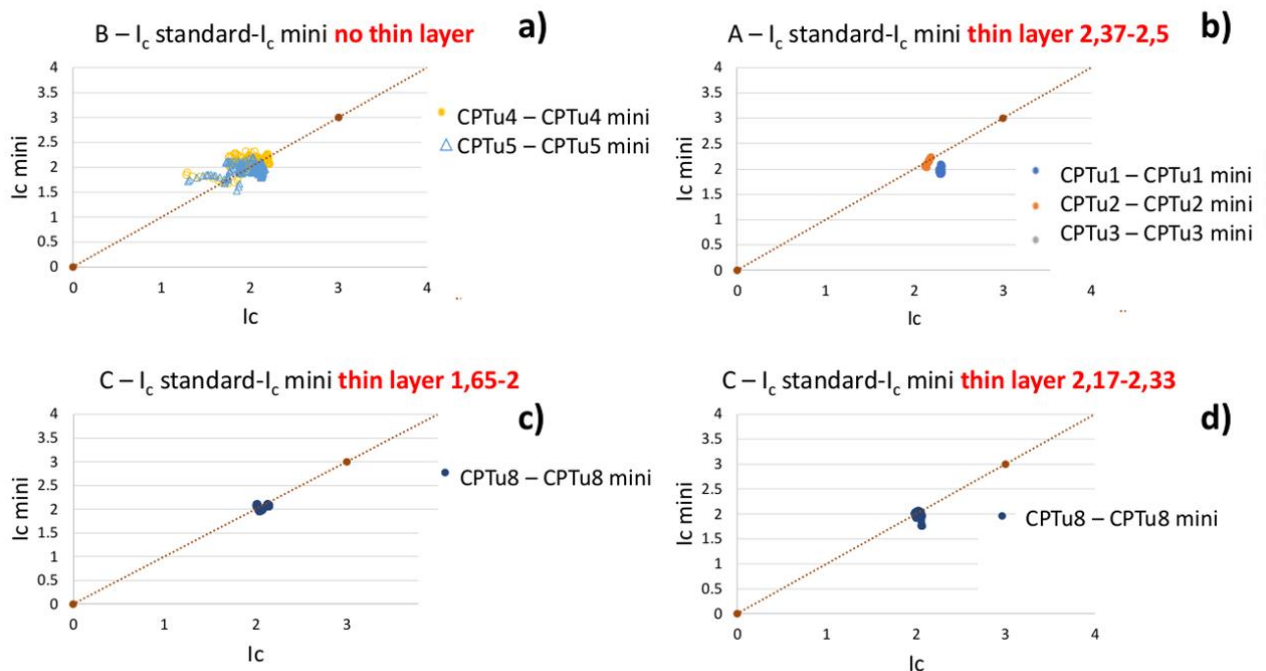 B – Ic standard-Ic mini no thin layer
a)
4
3.5
3
2.5
2
1.5
1
0.5
0
Ic mini
0 1 2 3 4
Ic
CPTu4 – CPTu4 mini
CPTu5 – CPTu5 mini
A – Ic standard-Ic mini thin layer 2,37-2,5
b)
4
3.5
3
2.5
2
1.5
1
0.5
0
Ic mini
0 1 2 3 4
Ic
CPTu1 – CPTu1 mini
CPTu2 – CPTu2 mini
CPTu3 – CPTu3 mini
C – Ic standard-Ic mini thin layer 1,65-2
c)
4
3.5
3
2.5
2
1.5
1
0.5
0
Ic mini
0 1 2 3
Ic
CPTu8 – CPTu8 mini
C – Ic standard-Ic mini thin layer 2,17-2,33
d)
4
3.5
3
2.5
2
1.5
1
0.5
0
Ic mini
0 1 2 3 4
Ic
CPTu8 – CPTu8 mini